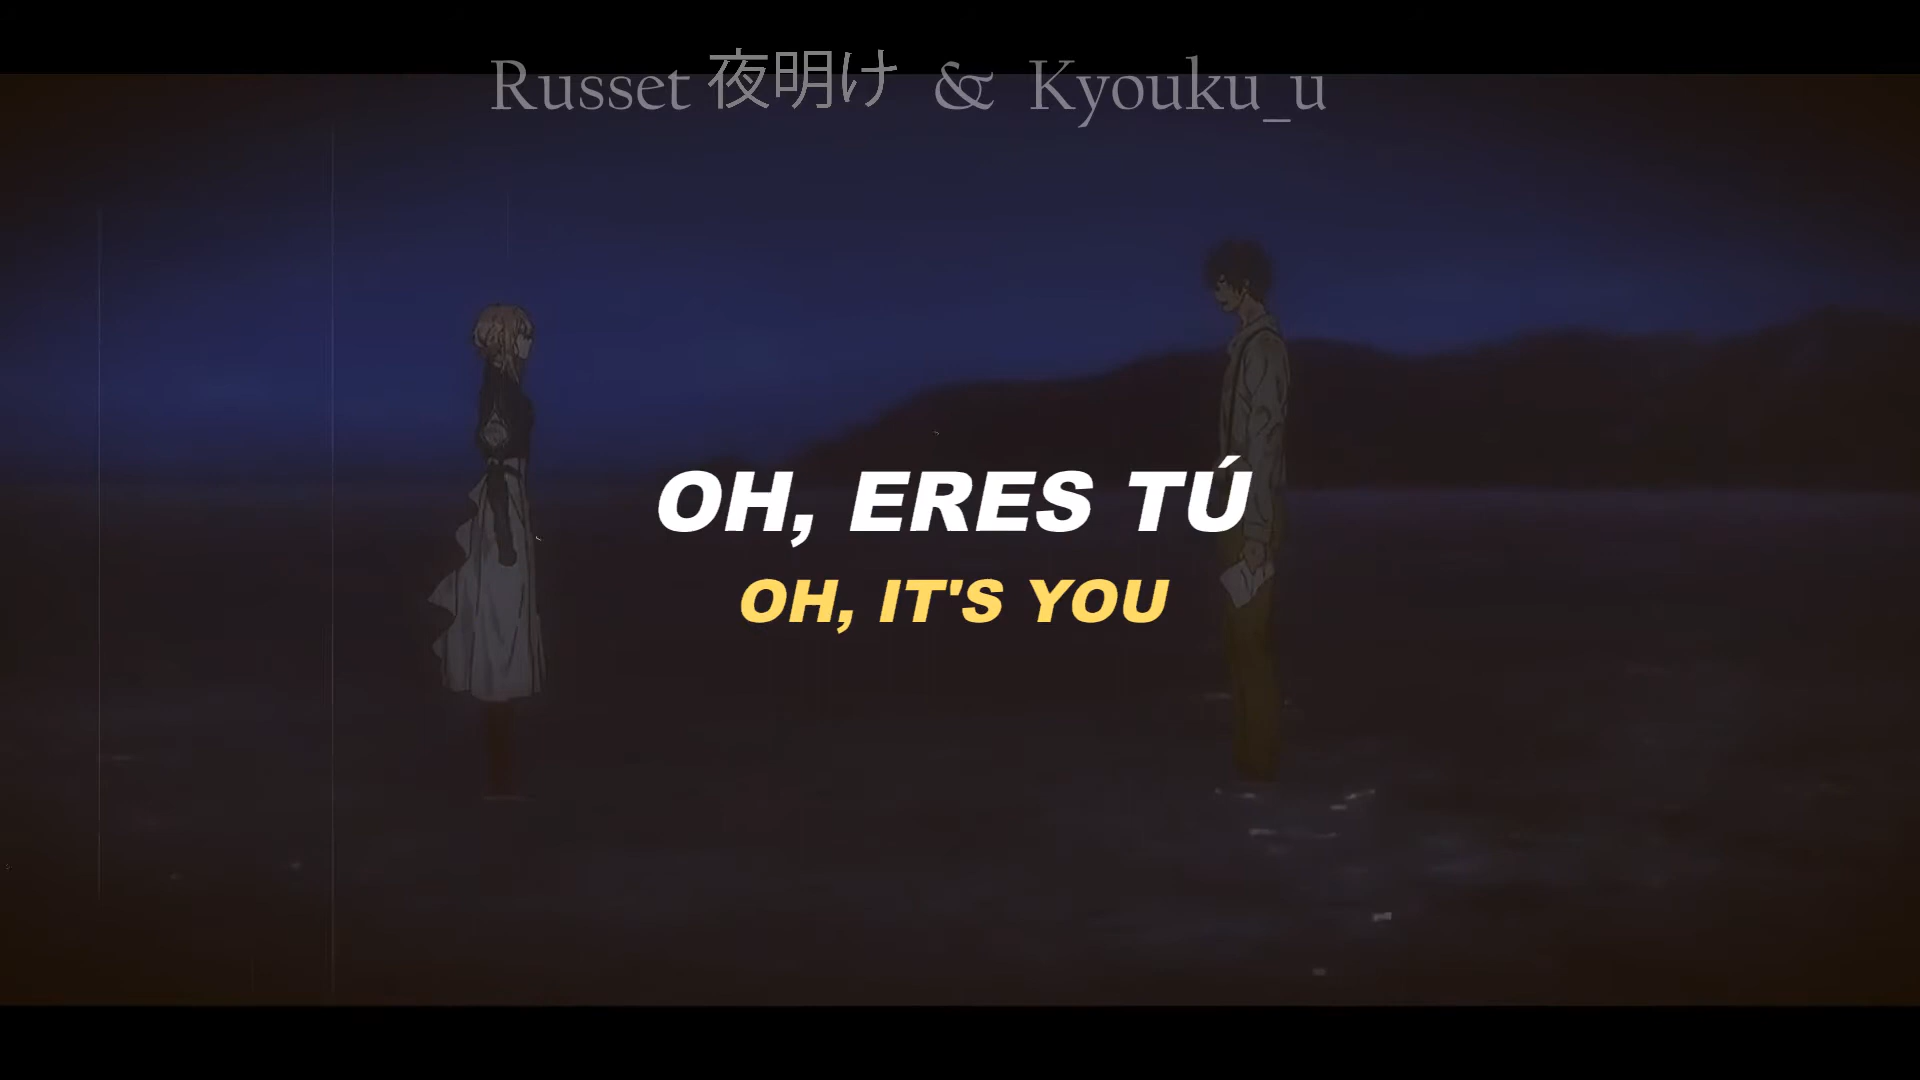 Russet 夜明け & Kyouku_u
OH, ERES TÚ
OH, IT'S YOU